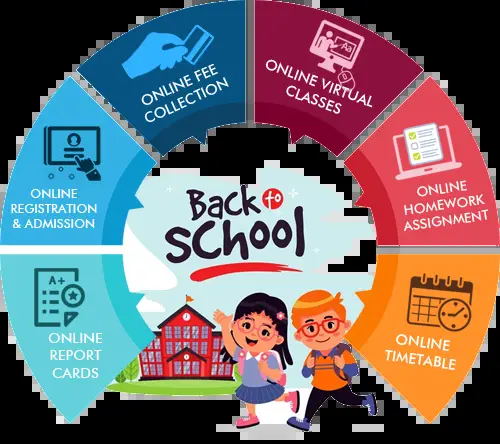 ONLINE FEE
COLLECTION
ONLINE VIRTUAL
CLASSES
Aa
ONLINE
REGISTRATION
& ADMISSION
ONLINE
HOMEWORK
ASSIGNMENT
Back to
school
A+
ONLINE
REPORT
CARDS
ONLINE
TIMETABLE